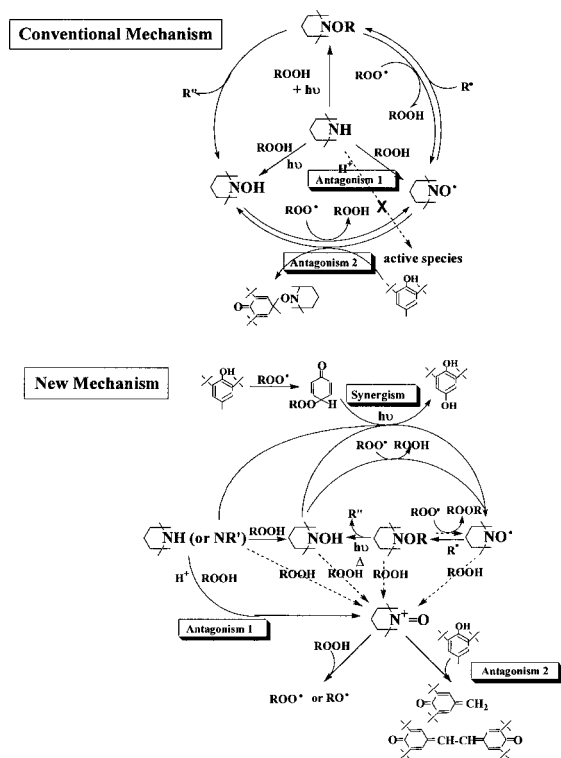 Conventional Mechanism
NOR
ROOH
+ hυ
ROO•
ROOH
R"
R•
NH
ROOH
hυ
ROOH
Antagonism 1
H⁺
X
NOH
NO•
ROO•
ROOH
Antagonism 2
active species
O
ON
OH
New Mechanism
OH
ROO•
O
ROO
H
Synergism
hυ
OH
OH
ROO•
ROOH
NH (or NR')
ROOH
NOH
R"
hυ
Δ
NOR
ROO•
ROOR
R•
NO•
ROOH
ROOH
ROOH
ROOH
H⁺
ROOH
Antagonism 1
N⁺=O
OH
ROOH
Antagonism 2
ROO• or RO•
O
CH₂
O
CH-CH
O